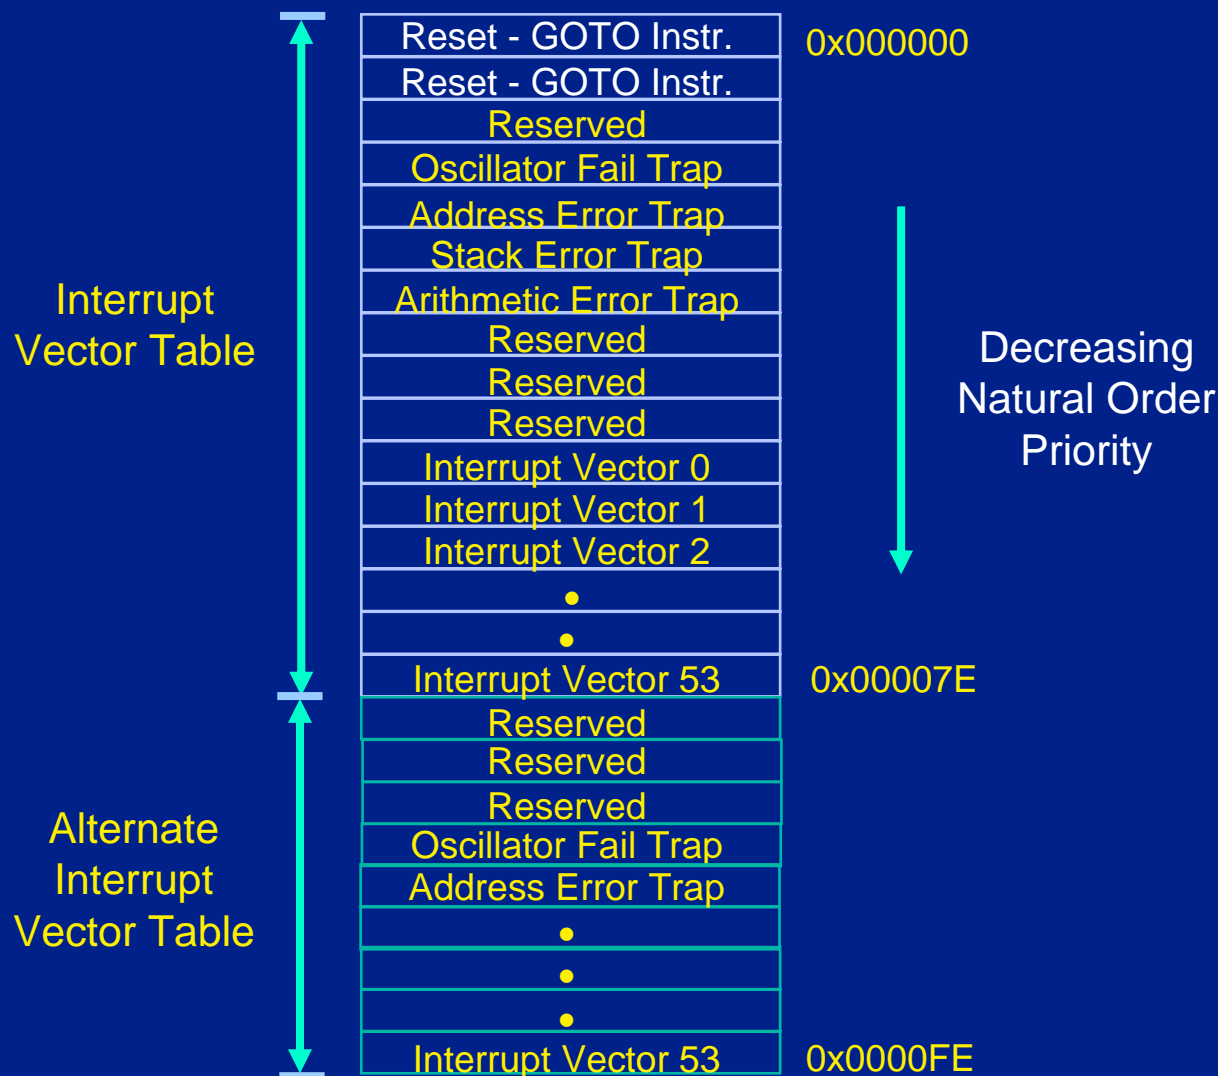 Reset - GOTO Instr.
0x000000
Reset - GOTO Instr.
Reserved
Oscillator Fail Trap
Address Error Trap
Stack Error Trap
Arithmetic Error Trap
Reserved
Reserved
Reserved
Interrupt Vector 0
Interrupt Vector 1
Interrupt Vector 2
Interrupt Vector 53
0x00007E
Interrupt
Vector Table
Decreasing
Natural Order
Priority
Reserved
Reserved
Reserved
Oscillator Fail Trap
Address Error Trap
Interrupt Vector 53
0x0000FE
Alternate
Interrupt
Vector Table